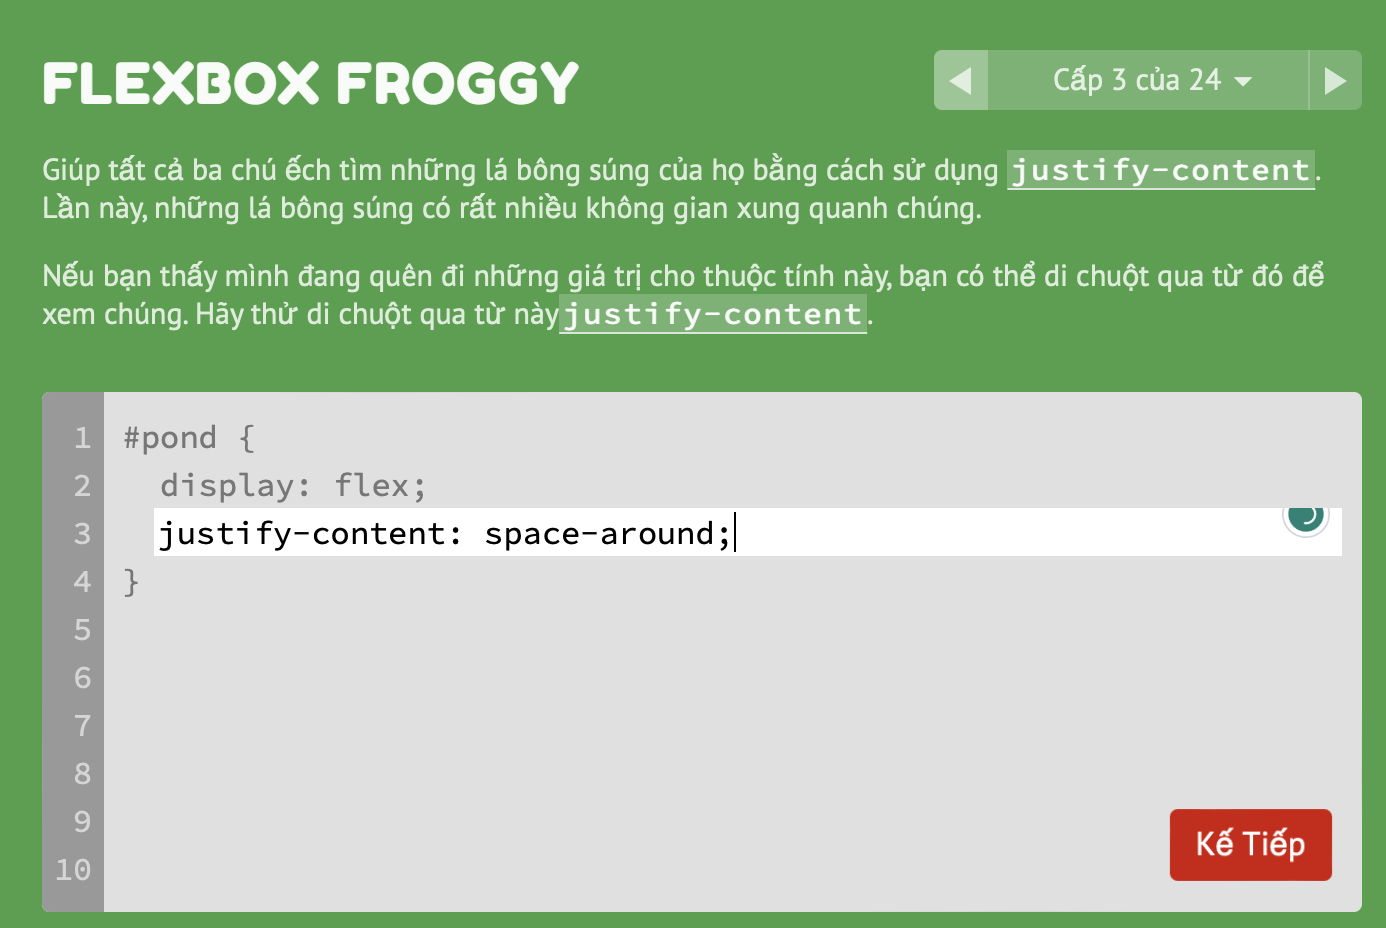 FLEXBOX FROGGY
Cấp 3 của 24
Giúp tất cả ba chú ếch tìm những lá bông súng của họ bằng cách sử dụng justify-content.
Lần này, những lá bông súng có rất nhiều không gian xung quanh chúng.
Nếu bạn thấy mình đang quên đi những giá trị cho thuộc tính này, bạn có thể di chuột qua từ đó để
xem chúng. Hãy thử di chuột qua từ này justify-content.
1 #pond {
2 display: flex;
3 justify-content: space-around;
4 }
5
6
7
8
9
10
Kế Tiếp